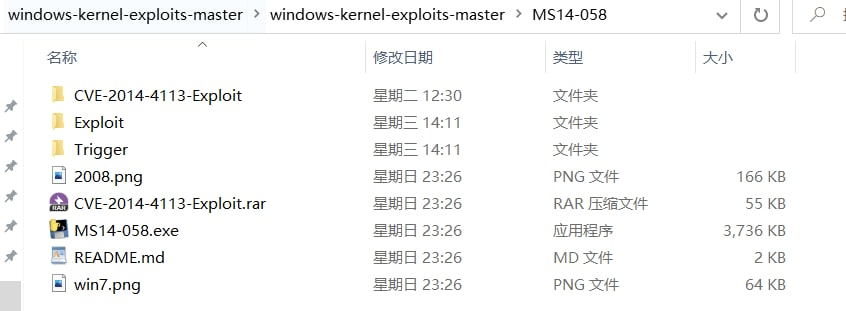 windows-kernel-exploits-master > windows-kernel-exploits-master > MS14-058
名称 修改日期 类型 大小
CVE-2014-4113-Exploit 星期二 12:30 文件夹
Exploit 星期三 14:11 文件夹
Trigger 星期三 14:11 文件夹
2008.png 星期日 23:26 PNG 文件 166 KB
CVE-2014-4113-Exploit.rar 星期日 23:26 RAR 压缩文件 55 KB
MS14-058.exe 星期日 23:26 应用程序 3,736 KB
README.md 星期日 23:26 MD 文件 2 KB
win7.png 星期日 23:26 PNG 文件 64 KB